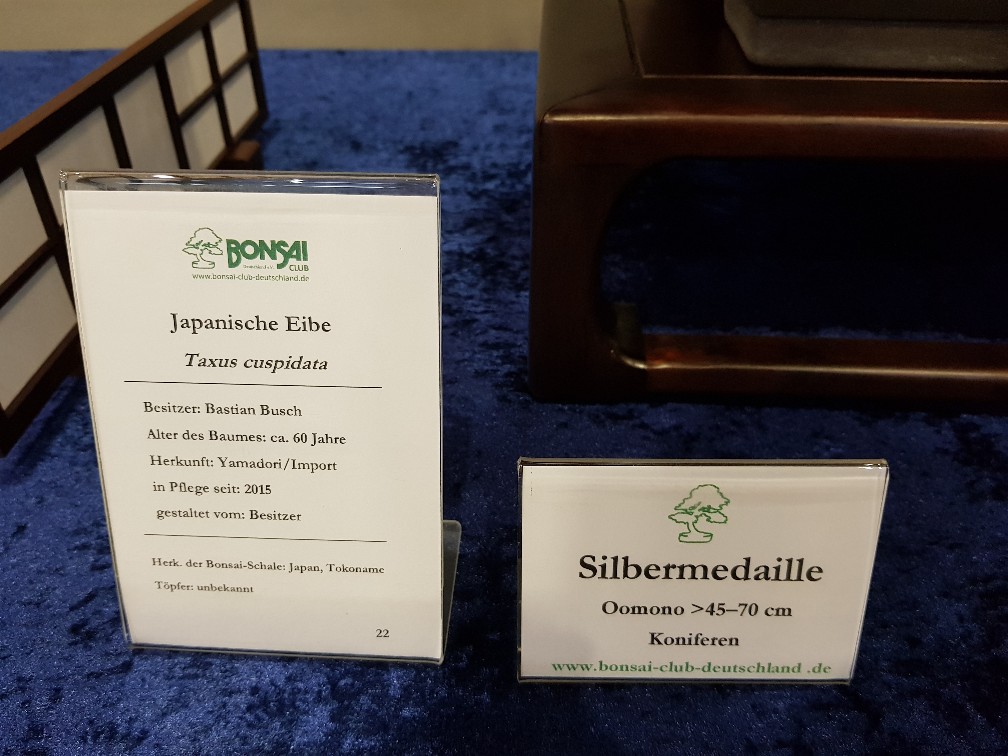 BONSAI
Deutschland e.V.
CLUB
www.bonsai-club-deutschland.de
Japanische Eibe
Taxus cuspidata
Besitzer: Bastian Busch
Alter des Baumes: ca. 60 Jahre
Herkunft: Yamadori/Import
in Pflege seit: 2015
gestaltet vom: Besitzer
Herk. der Bonsai-Schale: Japan, Tokoname
Töpfer: unbekannt
22
Silbermedaille
Oomono >45–70 cm
Koniferen
www.bonsai-club-deutschland .de